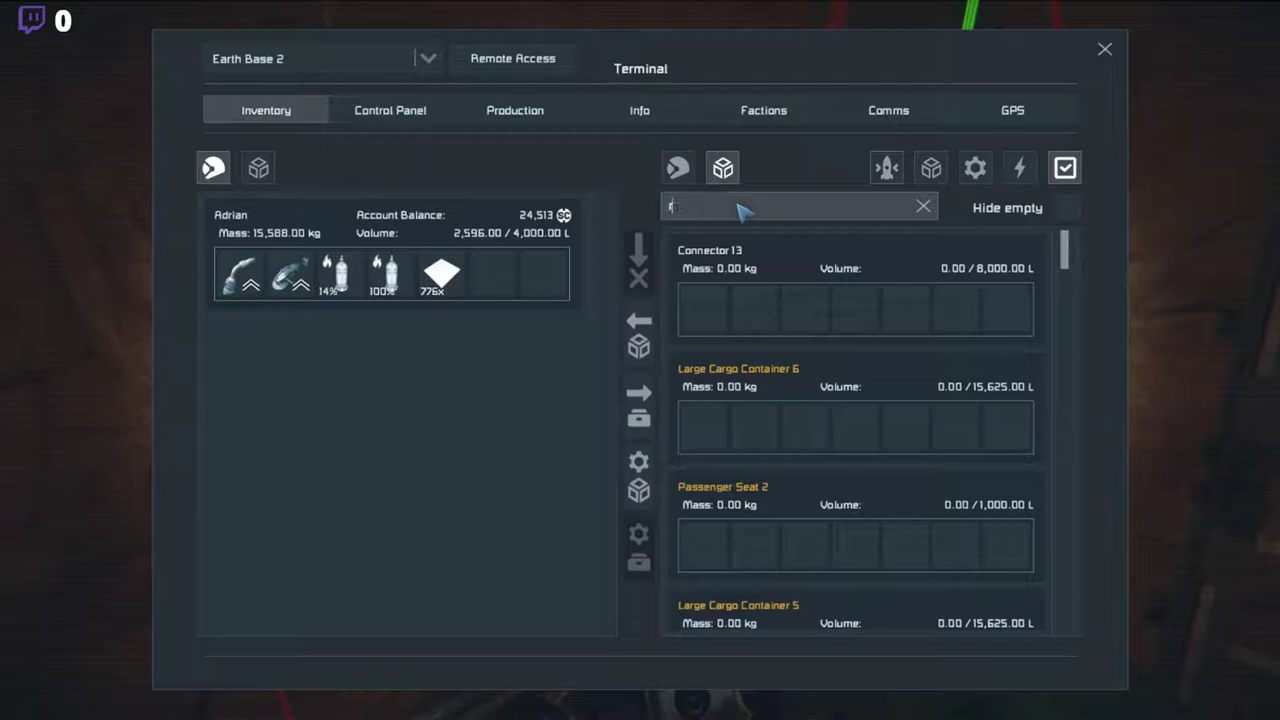 0
Earth Base 2
Remote Access
Terminal
Inventory
Control Panel
Production
Info
Factions
Comms
GPS
Hide empty
Adrian
Account Balance: 24,513 SC
Mass: 15,588.00 kg
Volume: 2,596.00 / 4,000.00 L
14%
100%
776x
Connector 13
Mass: 0.00 kg
Volume: 0.00 / 8,000.00 L
Large Cargo Container 6
Mass: 0.00 kg
Volume: 0.00 / 15,625.00 L
Passenger Seat 2
Mass: 0.00 kg
Volume: 0.00 / 1,000.00 L
Large Cargo Container 5
Mass: 0.00 kg
Volume: 0.00 / 15,625.00 L